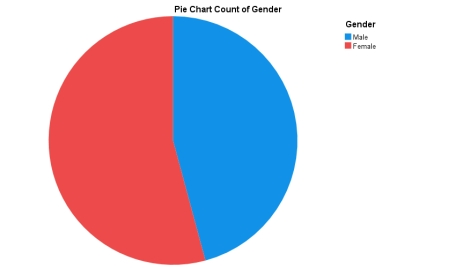 Pie Chart Count of Gender
Gender
Male
Female